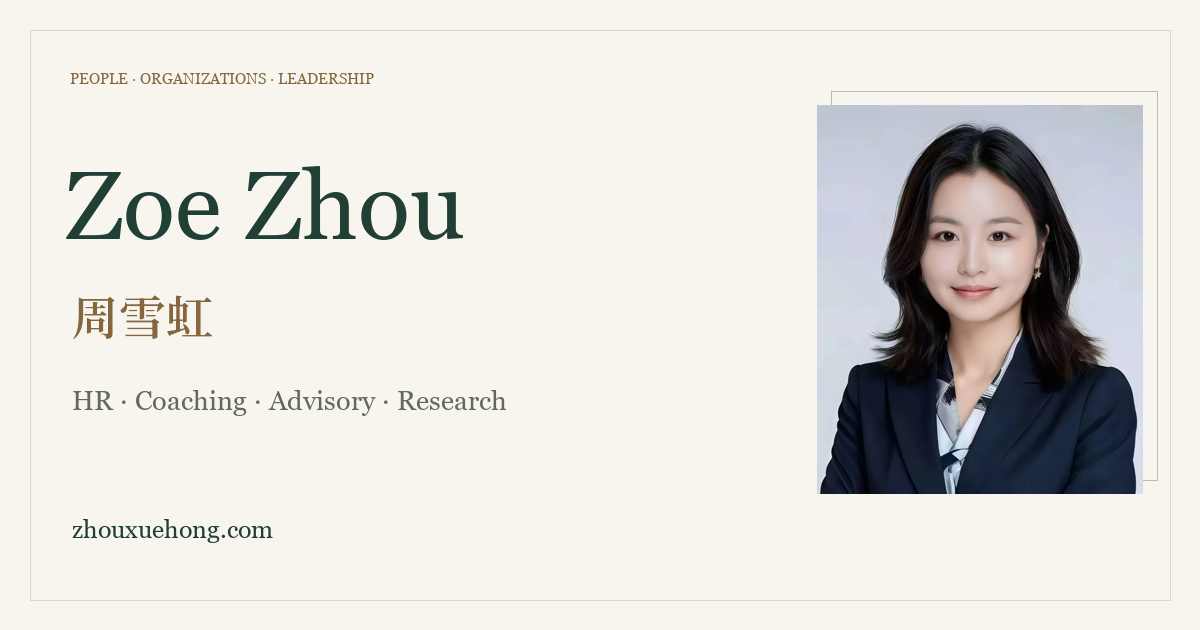 PEOPLE · ORGANIZATIONS · LEADERSHIP
Zoe Zhou
周雪虹
HR · Coaching · Advisory · Research
zhouxuehong.com